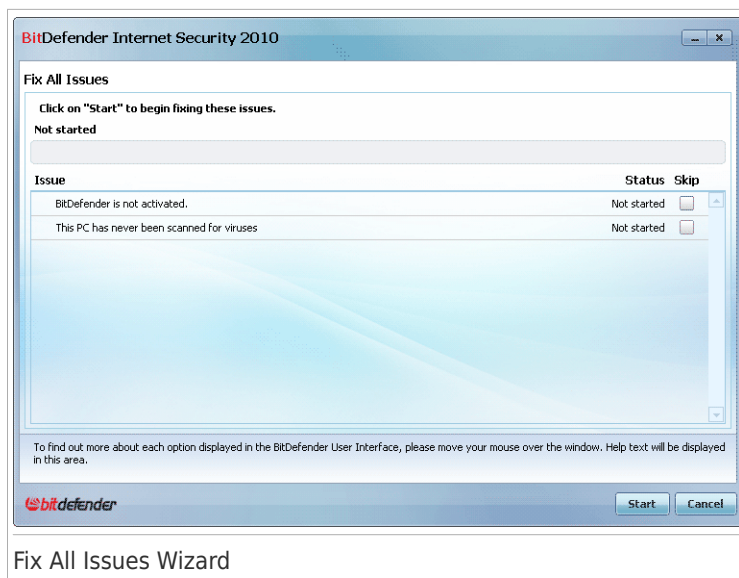 BitDefender Internet Security 2010
Fix All Issues
Click on "Start" to begin fixing these issues.
Not started
Issue Status Skip
BitDefender is not activated. Not started
This PC has never been scanned for viruses Not started
To find out more about each option displayed in the BitDefender User Interface, please move your mouse over the window. Help text will be displayed
in this area.
bitdefender Start Cancel
Fix All Issues Wizard